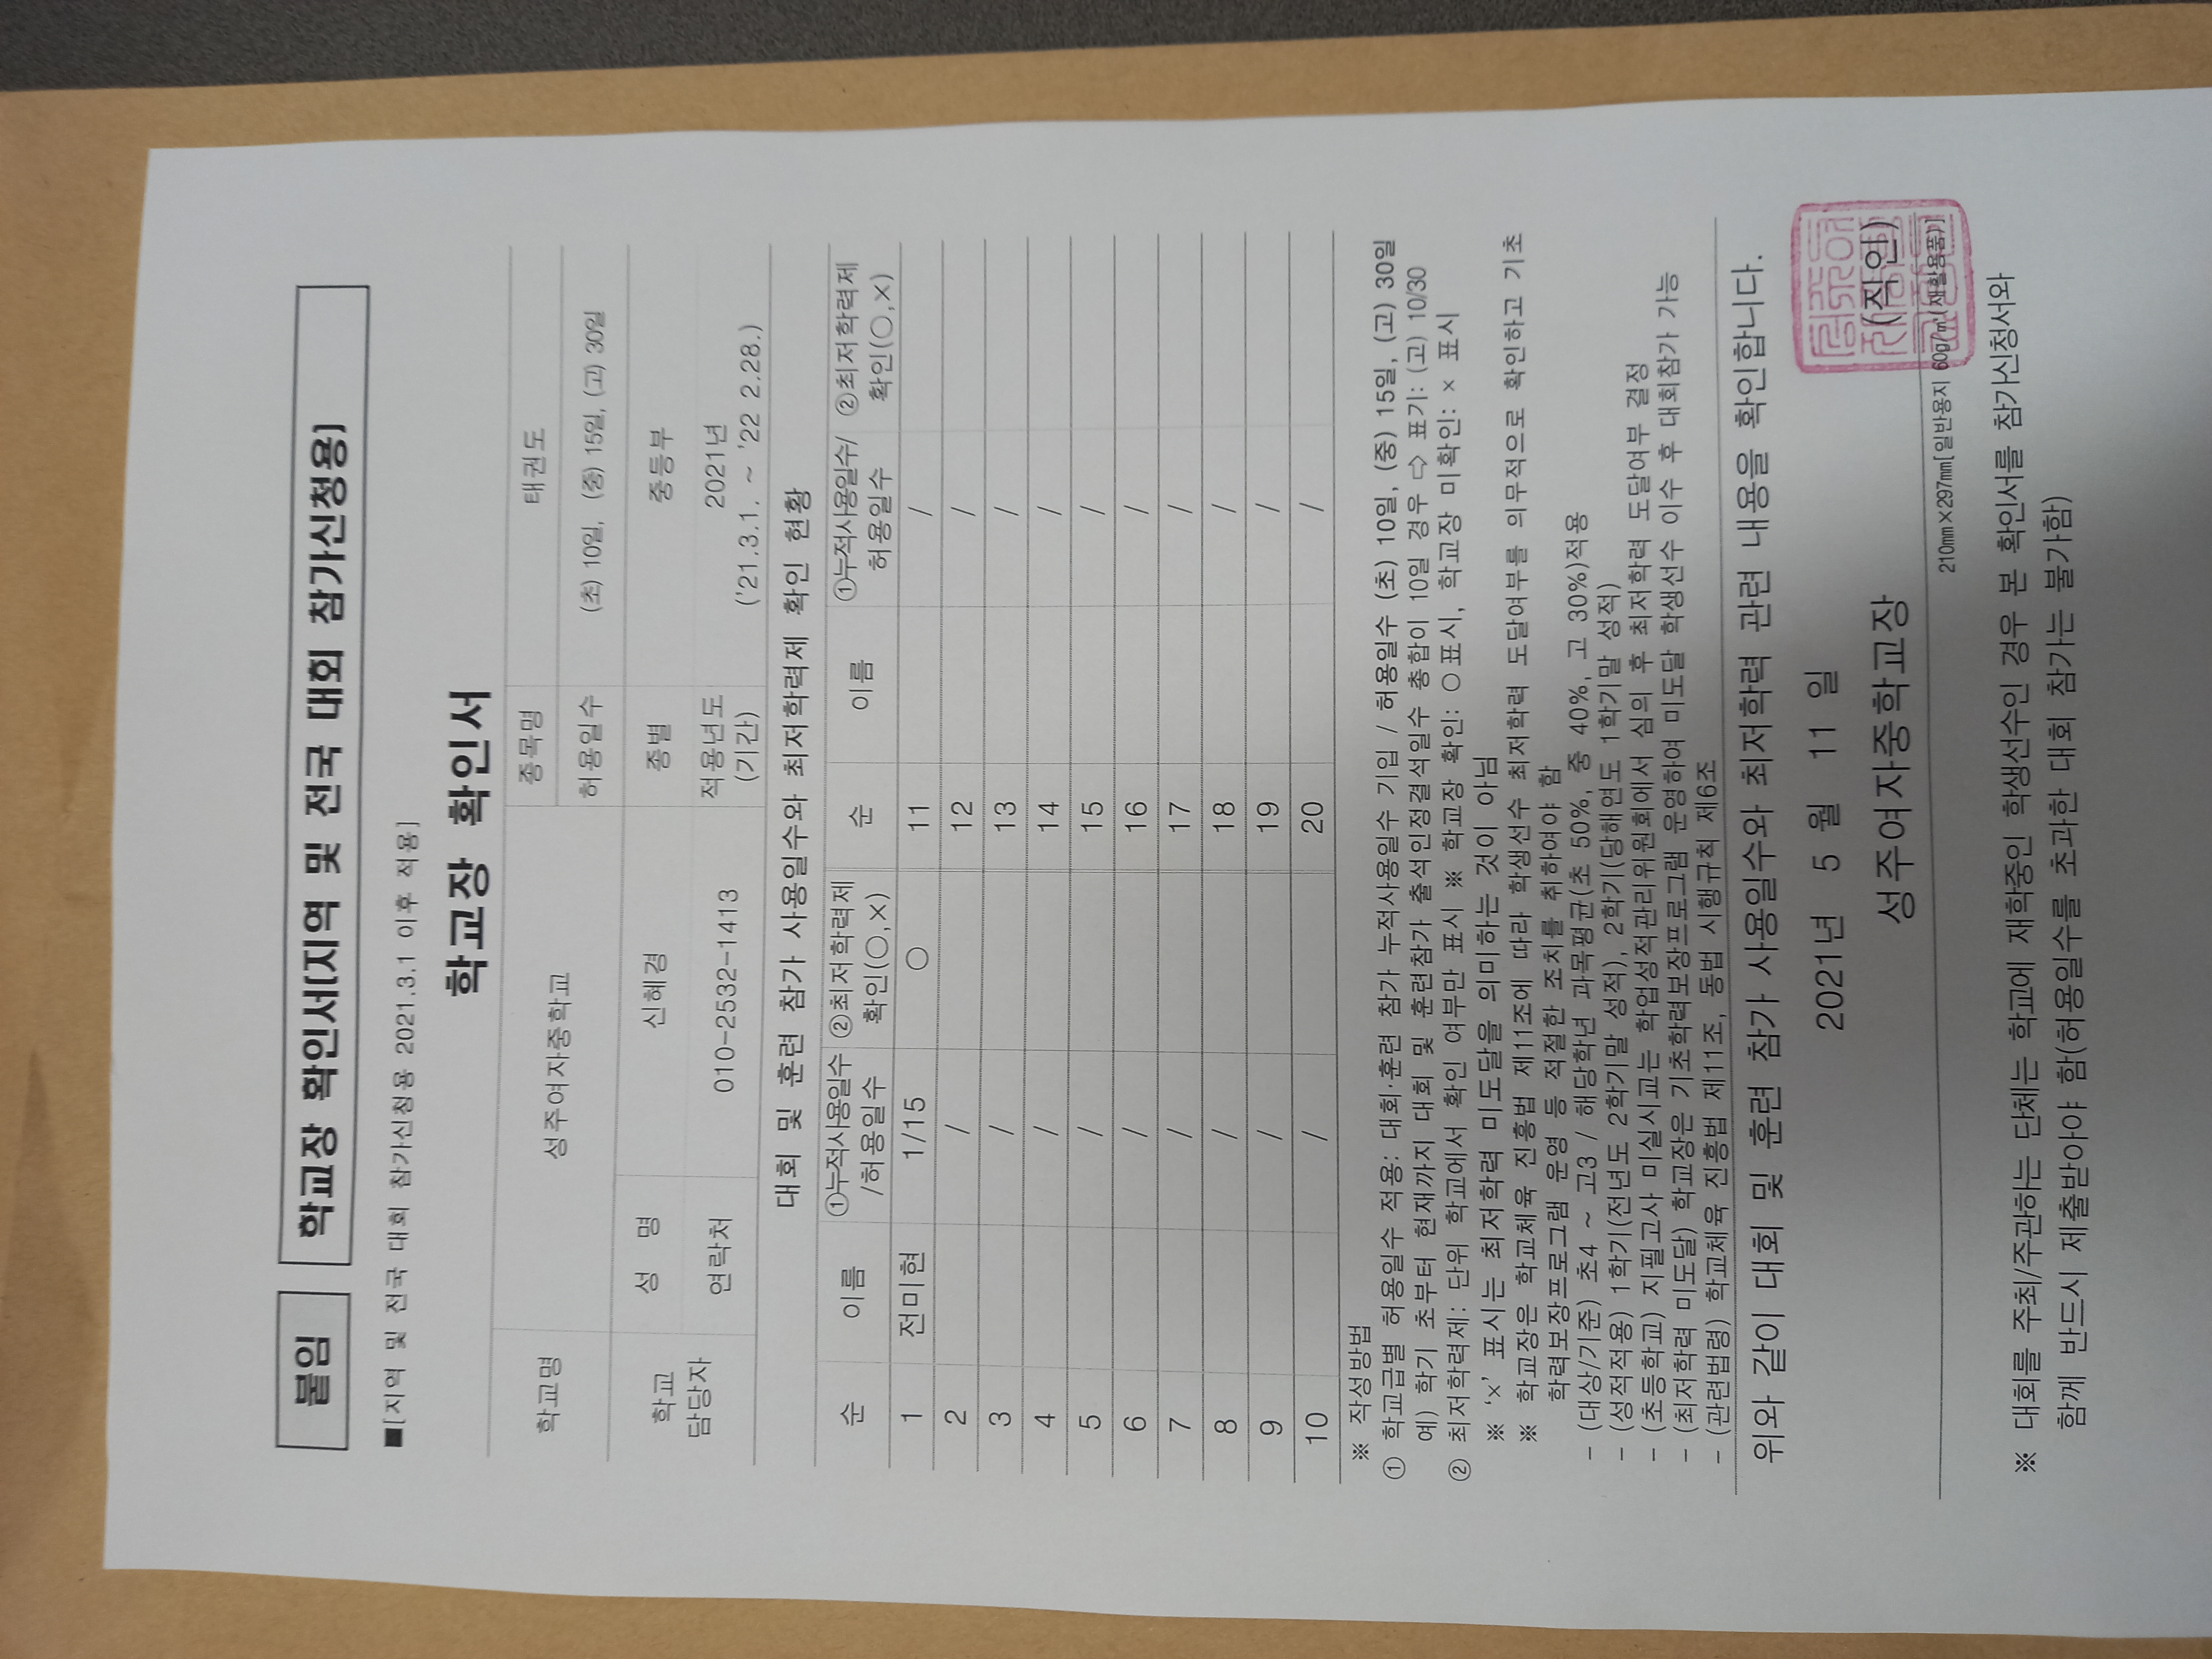 붙임 학교장 확인서(지역 및 전국 대회 참가신청용)
■[지역 및 전국 대회 참가신청용 2021.3.1 이후 적용]
학교장 확인서
학교명 성주여자중학교 종목명 태권도
허용일수 (초) 10일, (중) 15일, (고) 30일
학교 담당자 성 명 신혜경 종별 중등부
연락처 010-2532-1413 적용년도 (기간) 2021년 ('21.3.1. ~ '22 2.28.)
대회 및 훈련 참가 사용일수와 최저학력제 확인 현황
순 이름 ①누적사용일수 /허용일수 ②최저학력제 확인(○,×) 순 이름 ①누적사용일수/ 허용일수 ②최저학력제 확인(○,×)
1 전미현 1/15 ○ 11 /
2 / 12 /
3 / 13 /
4 / 14 /
5 / 15 /
6 / 16 /
7 / 17 /
8 / 18 /
9 / 19 /
10 / 20 /
※ 작성방법
① 학교급별 허용일수 적용: 대회·훈련 참가 누적사용일수 기입 / 허용일수 (초) 10일, (중) 15일, (고) 30일
예) 학기 초부터 현재까지 대회 및 훈련참가 출석인정결석일수 총합이 10일 경우 ⇨ 표기: (고) 10/30
② 최저학력제: 단위 학교에서 확인 여부만 표시 ※ 학교장 확인: ○ 표시, 학교장 미확인: × 표시
※ '×' 표시는 최저학력 미도달을 의미하는 것이 아님
※ 학교장은 학교체육 진흥법 제11조에 따라 학생선수 최저학력 도달여부를 의무적으로 확인하고 기초
학력보장프로그램 운영 등 적절한 조치를 취하여야 함
- (대상/기준) 초4 ~ 고3 / 해당학년 과목평균(초 50%, 중 40%, 고 30%)적용
- (성적적용) 1학기(전년도 2학기말 성적), 2학기(당해연도 1학기말 성적)
- (초등학교) 지필고사 미실시교는 학업성적관리위원회에서 심의 후 최저학력 도달여부 결정
- (최저학력 미도달) 학교장은 기초학력보장프로그램 운영하여 미도달 학생선수 이수 후 대회참가 가능
- (관련법령) 학교체육 진흥법 제11조, 동법 시행규칙 제6조
위와 같이 대회 및 훈련 참가 사용일수와 최저학력 관련 내용을 확인합니다.
2021년 5 월 11 일
성주여자중학교장 (직인)
210㎜×297㎜[일반용지 60g/㎡(재활용품)]
※ 대회를 주최/주관하는 단체는 학교에 재학중인 학생선수인 경우 본 확인서를 참가신청서와
함께 반드시 제출받아야 함(허용일수를 초과한 대회 참가는 불가함)